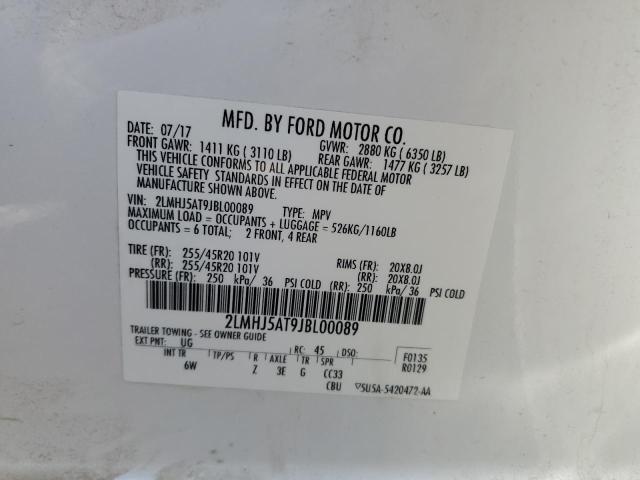 MFD. BY FORD MOTOR CO.
DATE: 07/17
GVWR: 2880 KG ( 6350 LB)
FRONT GAWR: 1411 KG ( 3110 LB)
REAR GAWR: 1477 KG ( 3257 LB)
THIS VEHICLE CONFORMS TO ALL APPLICABLE FEDERAL MOTOR
VEHICLE SAFETY STANDARDS IN EFFECT ON THE DATE OF
MANUFACTURE SHOWN ABOVE.
VIN: 2LMHJ5AT9JBL00089 TYPE: MPV
MAXIMUM LOAD = OCCUPANTS + LUGGAGE = 526KG/1160LB
OCCUPANTS = 6 TOTAL; 2 FRONT, 4 REAR
TIRE (FR): 255/45R20 101V RIMS (FR): 20X8.0J
(RR): 255/45R20 101V (RR): 20X8.0J
PRESSURE (FR): 250 kPa/ 36 PSI COLD (RR): 250 kPa/ 36 PSI COLD
2LMHJ5AT9JBL00089
TRAILER TOWING - SEE OWNER GUIDE
EXT PNT: UG RC: 45 DSO:
F0135
R0129
INT TR TP/PS R AXLE TR SPR
6W Z 3E G CC33
CBU
SUSA-5420472-AA